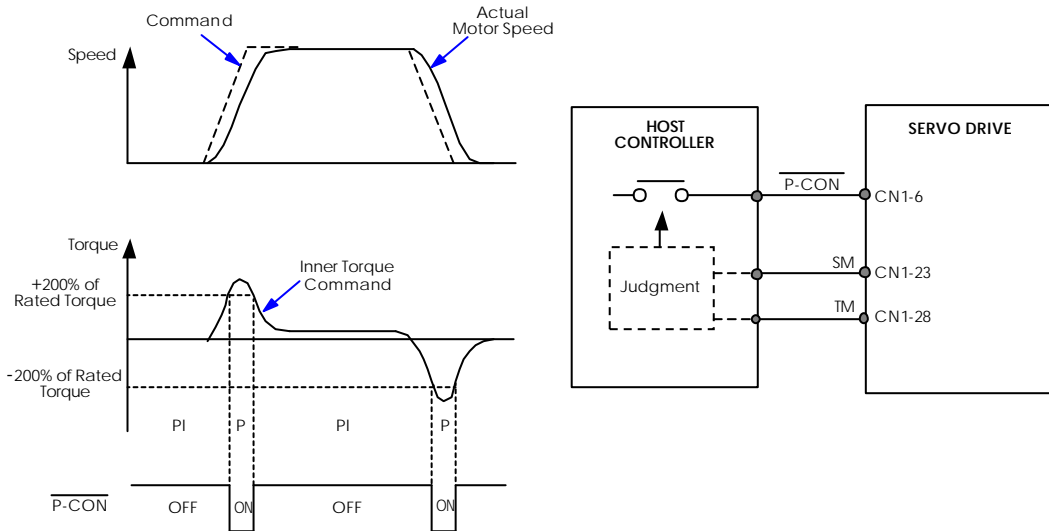 Command
Actual
Motor Speed
Speed
Torque
+200% of
Rated Torque
Inner Torque
Command
-200% of Rated
Torque
PI
P
PI
P
P-CON
OFF
ON
OFF
ON
HOST
CONTROLLER
SERVO DRIVE
P-CON
CN1-6
Judgment
SM
CN1-23
TM
CN1-28